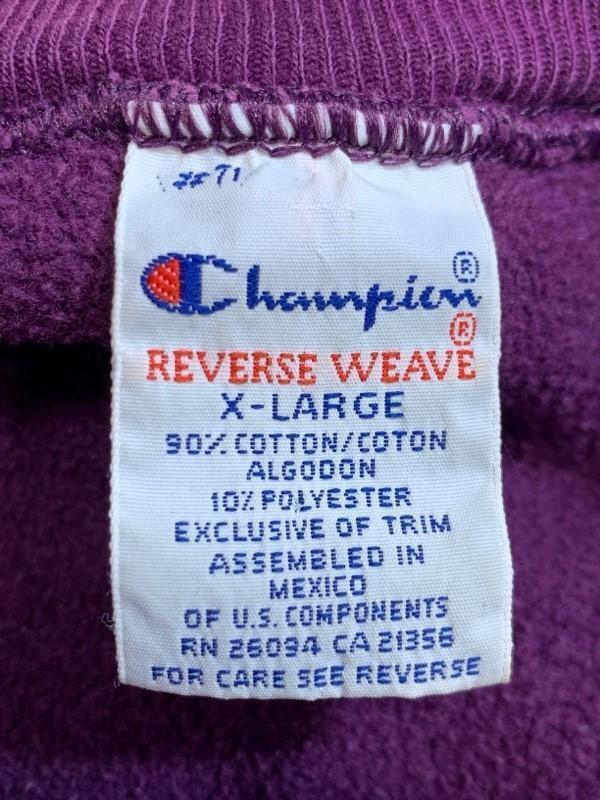 ## 71
Champion ®
®
REVERSE WEAVE
X-LARGE
90% COTTON/COTON
ALGODON
10% POLYESTER
EXCLUSIVE OF TRIM
ASSEMBLED IN
MEXICO
OF U.S. COMPONENTS
RN 26094 CA 21356
FOR CARE SEE REVERSE